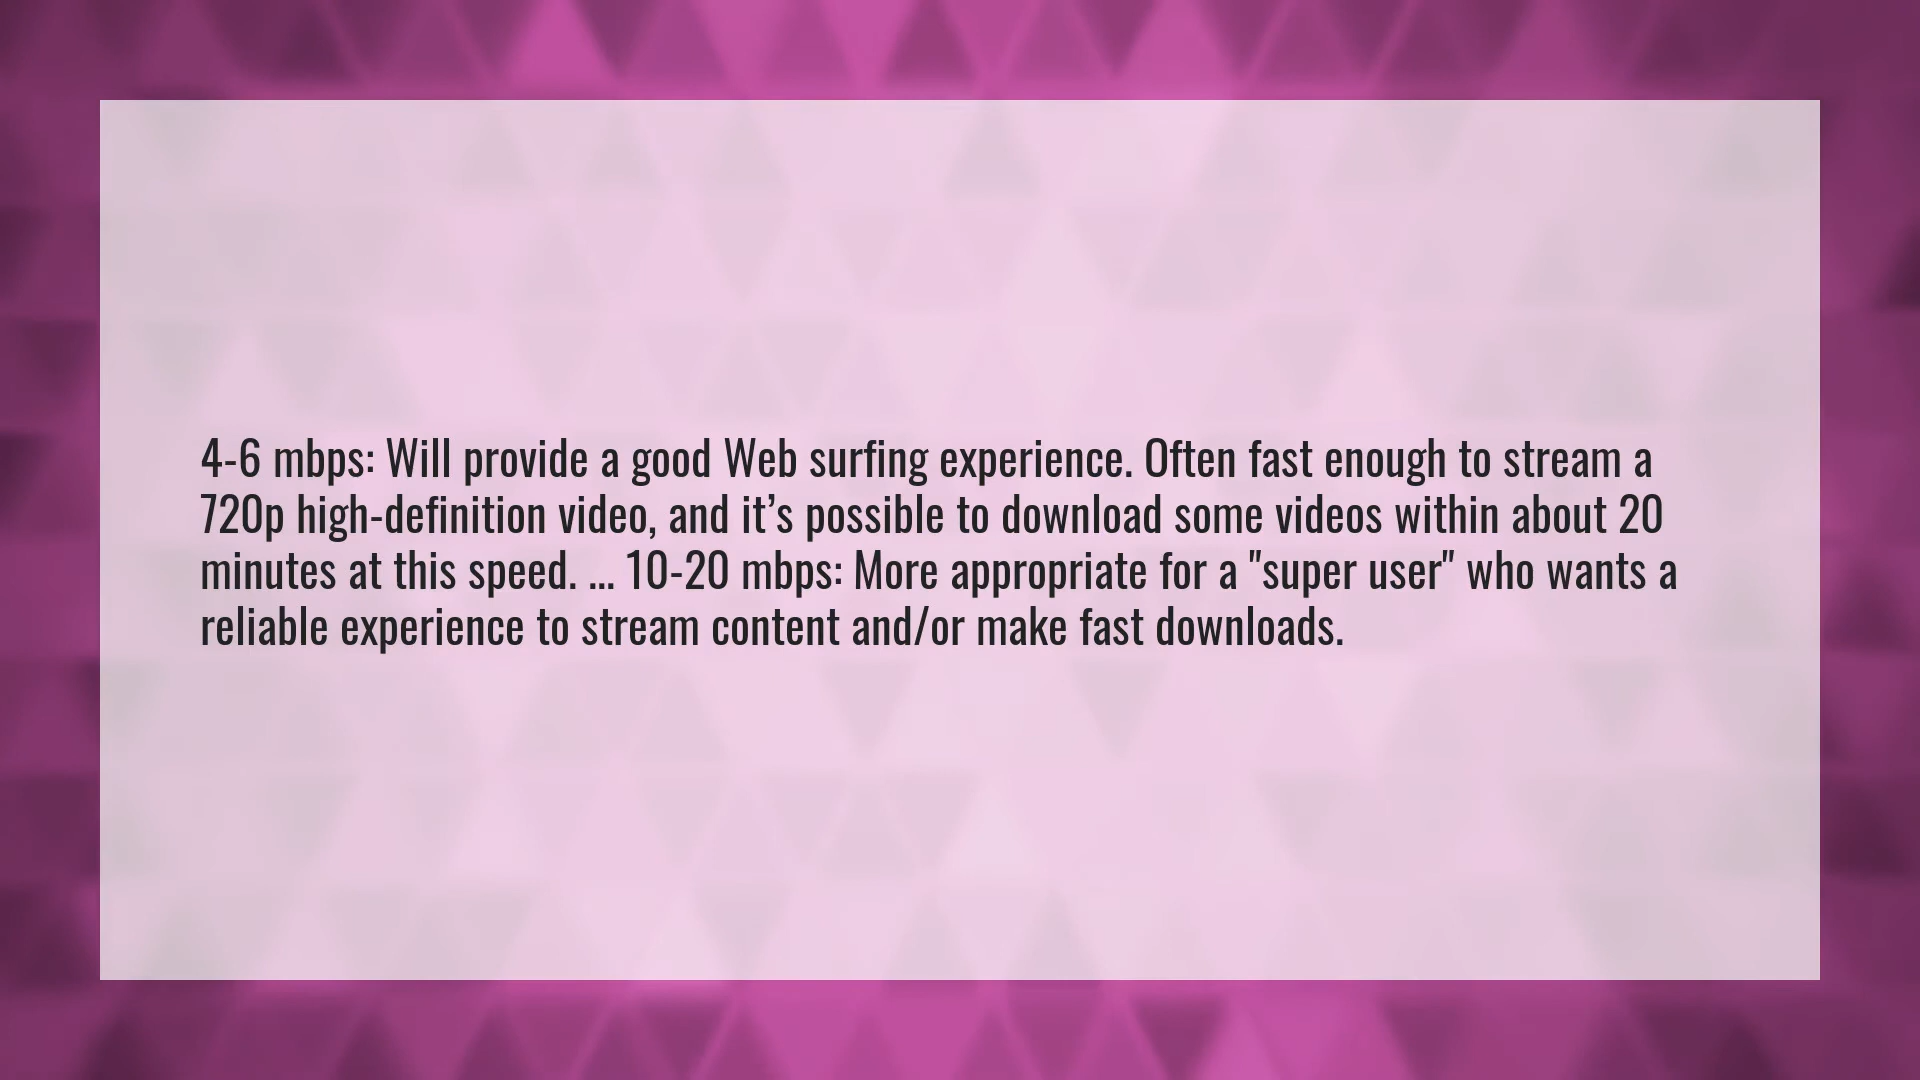 4-6 mbps: Will provide a good Web surfing experience. Often fast enough to stream a
720p high-definition video, and it’s possible to download some videos within about 20
minutes at this speed. ... 10-20 mbps: More appropriate for a "super user" who wants a
reliable experience to stream content and/or make fast downloads.